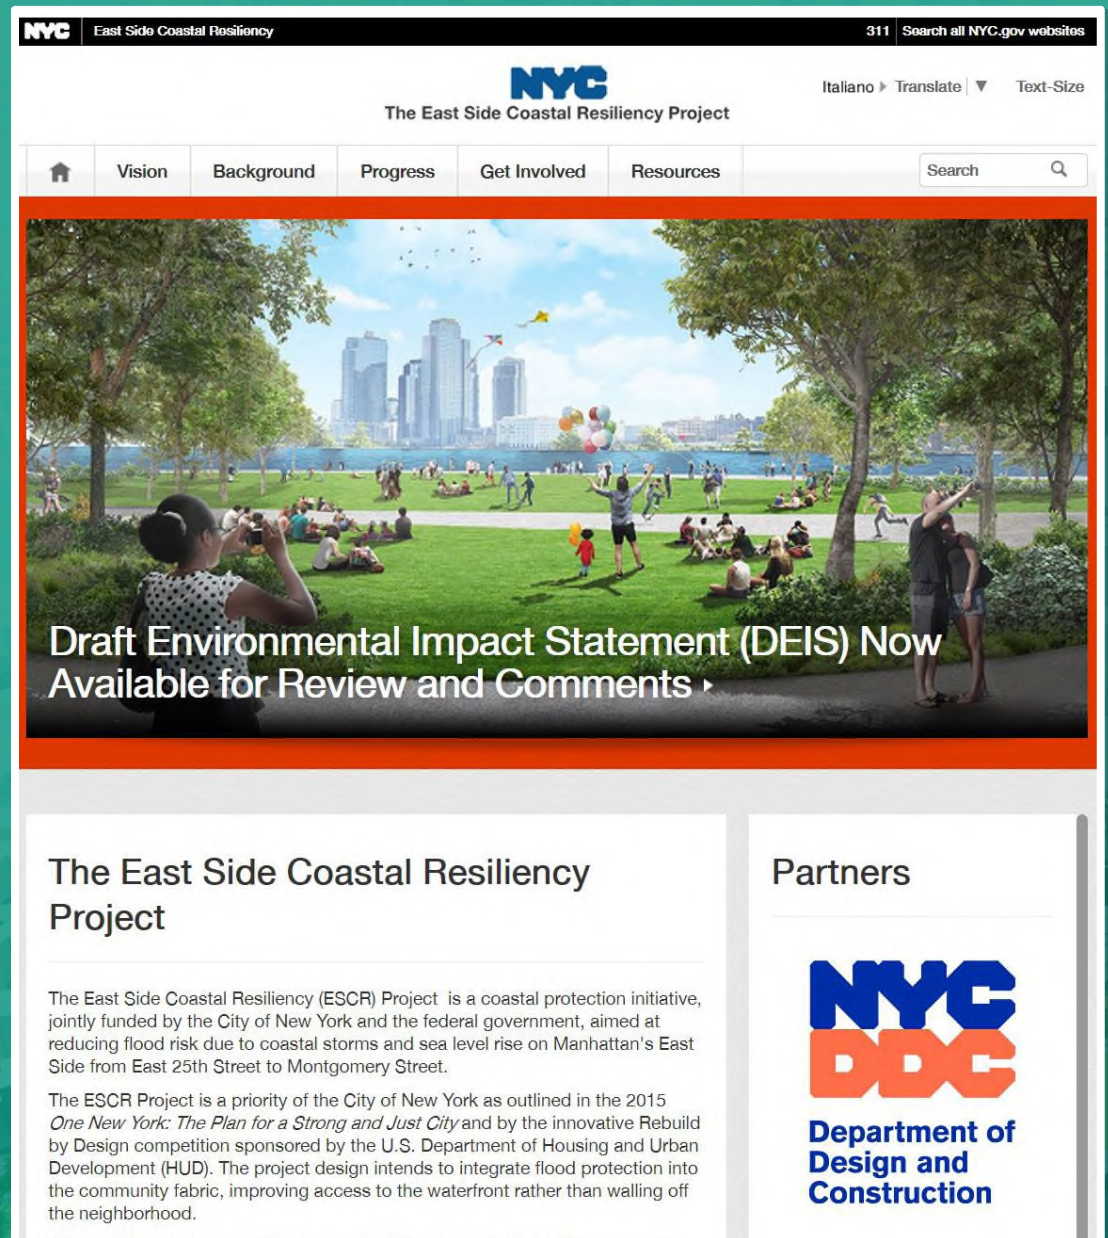 NYC East Side Coastal Resiliency 311 Search all NYC.gov websites
NYC
The East Side Coastal Resiliency Project
Italiano Translate ▼ Text-Size
Vision Background Progress Get Involved Resources Search
Draft Environmental Impact Statement (DEIS) Now
Available for Review and Comments
The East Side Coastal Resiliency
Project
The East Side Coastal Resiliency (ESCR) Project is a coastal protection initiative,
jointly funded by the City of New York and the federal government, aimed at
reducing flood risk due to coastal storms and sea level rise on Manhattan's East
Side from East 25th Street to Montgomery Street.
The ESCR Project is a priority of the City of New York as outlined in the 2015
One New York: The Plan for a Strong and Just City and by the innovative Rebuild
by Design competition sponsored by the U.S. Department of Housing and Urban
Development (HUD). The project design intends to integrate flood protection into
the community fabric, improving access to the waterfront rather than walling off
the neighborhood.
Partners
NYC
DDC
Department of
Design and
Construction